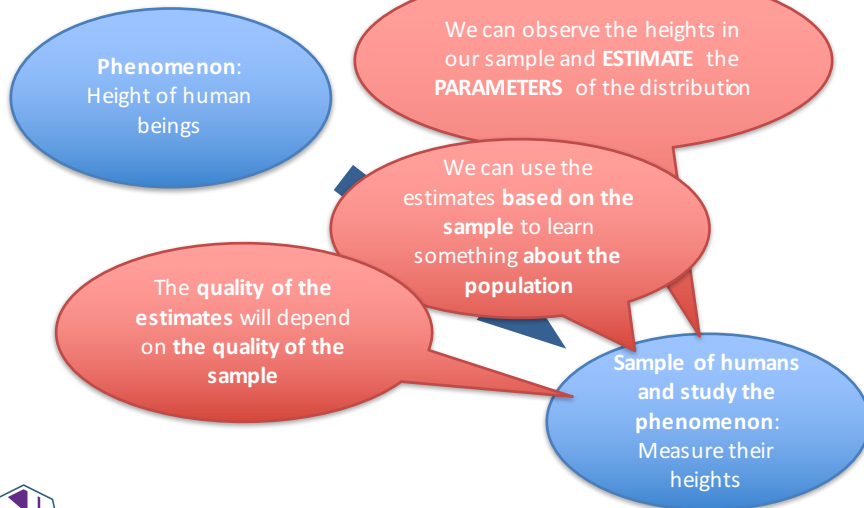 Phenomenon:
Height of human
beings
We can observe the heights in
our sample and ESTIMATE the
PARAMETERS of the distribution
We can use the
estimates based on the
sample to learn
something about the
population
The quality of the
estimates will depend
on the quality of the
sample
Sample of humans
and study the
phenomenon:
Measure their
heights